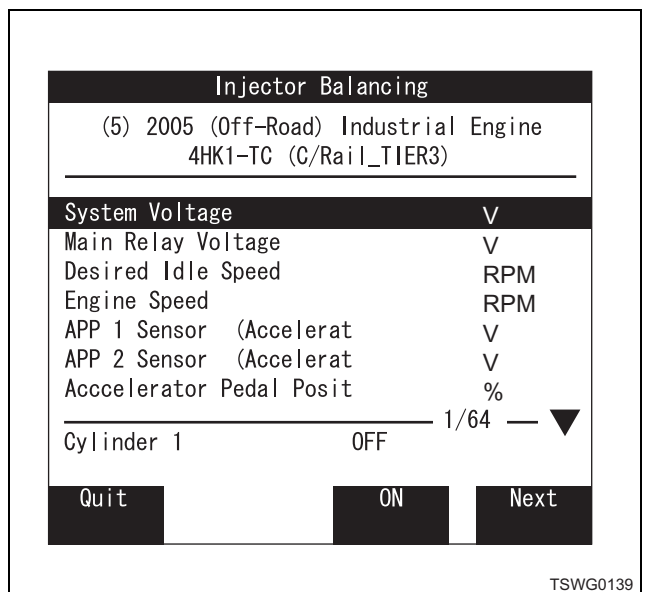 Injector Balancing
(5) 2005 (Off-Road) Industrial Engine
4HK1-TC (C/Rail_TIER3)
System Voltage V
Main Relay Voltage V
Desired Idle Speed RPM
Engine Speed RPM
APP 1 Sensor (Accelerat V
APP 2 Sensor (Accelerat V
Acccelerator Pedal Posit %
1/64
Cylinder 1 OFF
Quit ON Next
TSWG0139